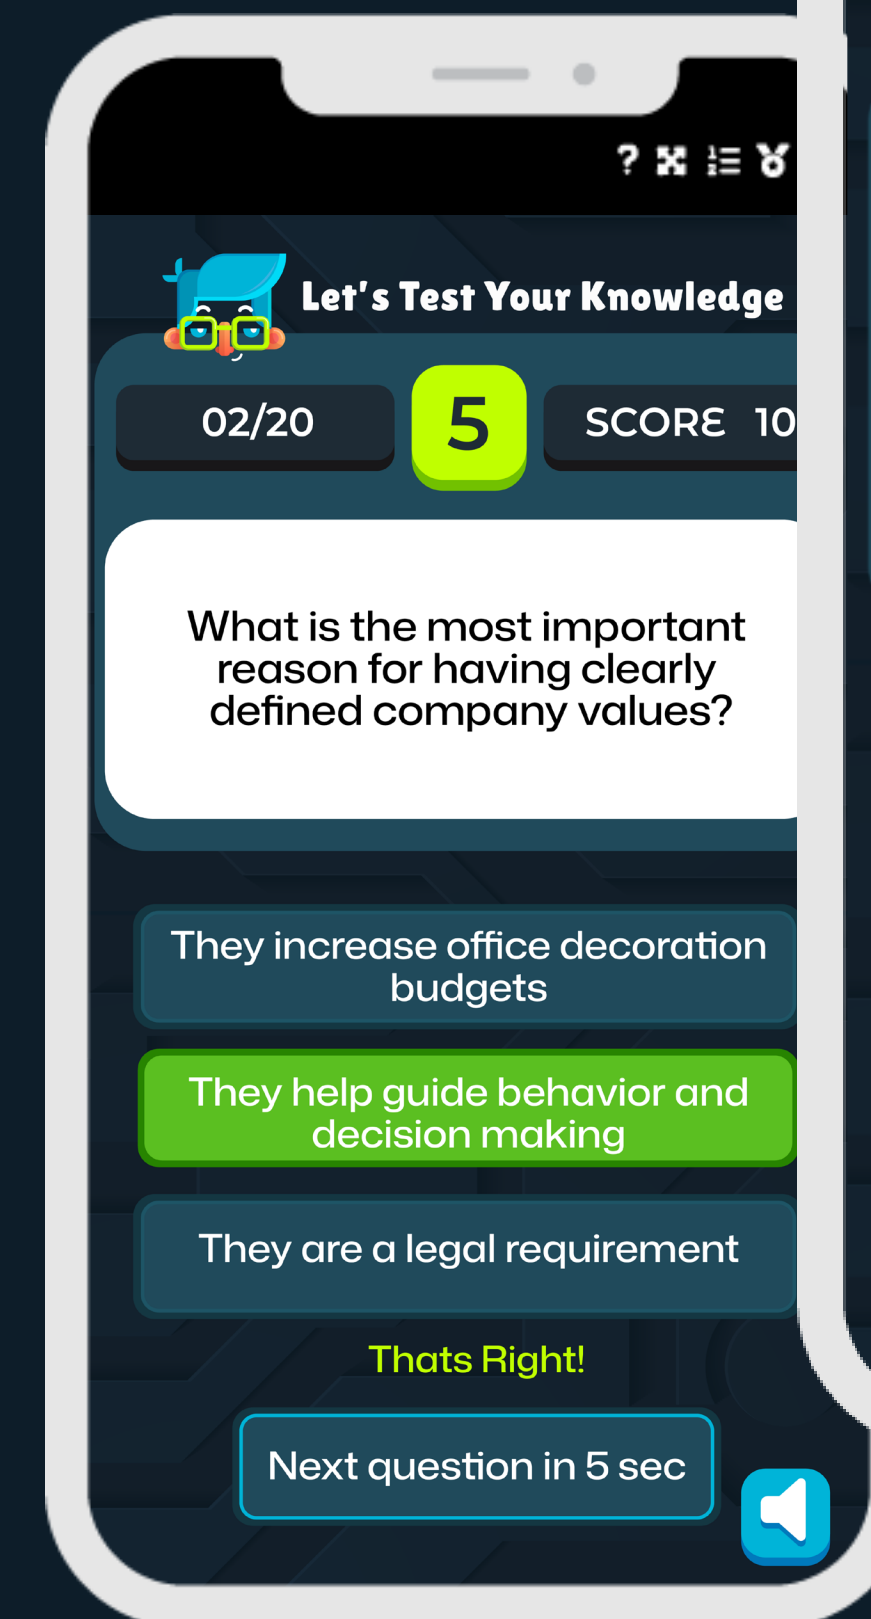 Let's Test Your Knowledge
02/20
5
SCORE 10
What is the most important
reason for having clearly
defined company values?
They increase office decoration
budgets
They help guide behavior and
decision making
They are a legal requirement
Thats Right!
Next question in 5 sec